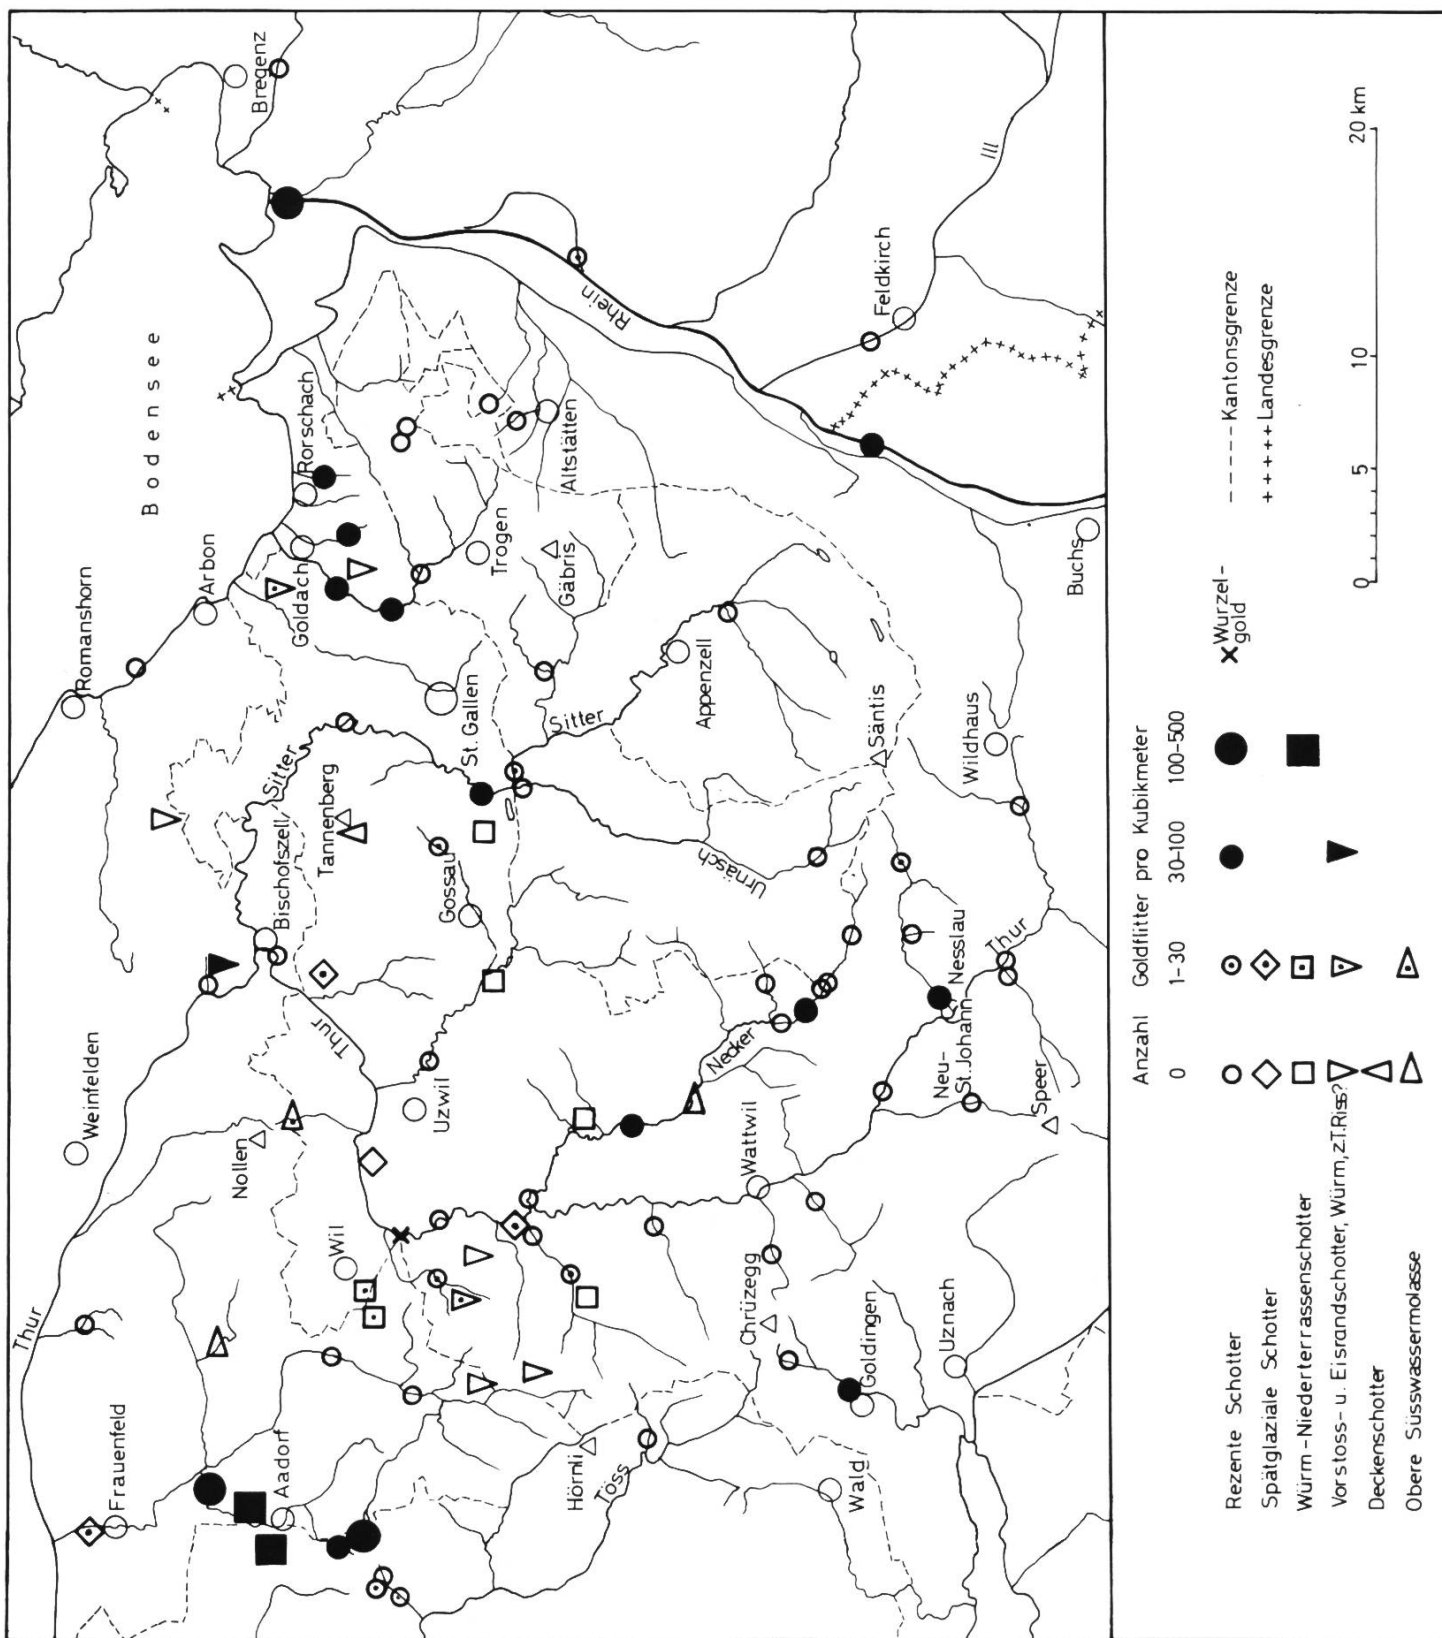 Bodensee
Bregenz
Romanshorn
Arbon
Rorschach
Goldach
Weinfelden
Thur
Frauenfeld
Aadorf
Nollen
Wil
Uzwil
Thur
Bischofszell
Sitter
Tannenberg
Gossau
St. Gallen
Sitter
Trogen
Gäbris
Altstätten
Rhein
Feldkirch
Ill
Buchs
Appenzell
Urnäsch
Säntis
Wildhaus
Necker
Nesslau
Neu-
St. Johann
Thur
Speer
Wattwil
Chrüzegg
Goldingen
Uznach
Hörnli
Töss
Wald
Anzahl Goldflitter pro Kubikmeter
0 1-30 30-100 100-500
Wurzel-
gold
Rezente Schotter
Spätglaziale Schotter
Würm-Niederterrassenschotter
Vorstoss- u. Eisrandschotter, Würm, z.T. Riss?
Deckenschotter
Obere Süsswassermolasse
----Kantonsgrenze
+++++Landesgrenze
0 5 10 20 km